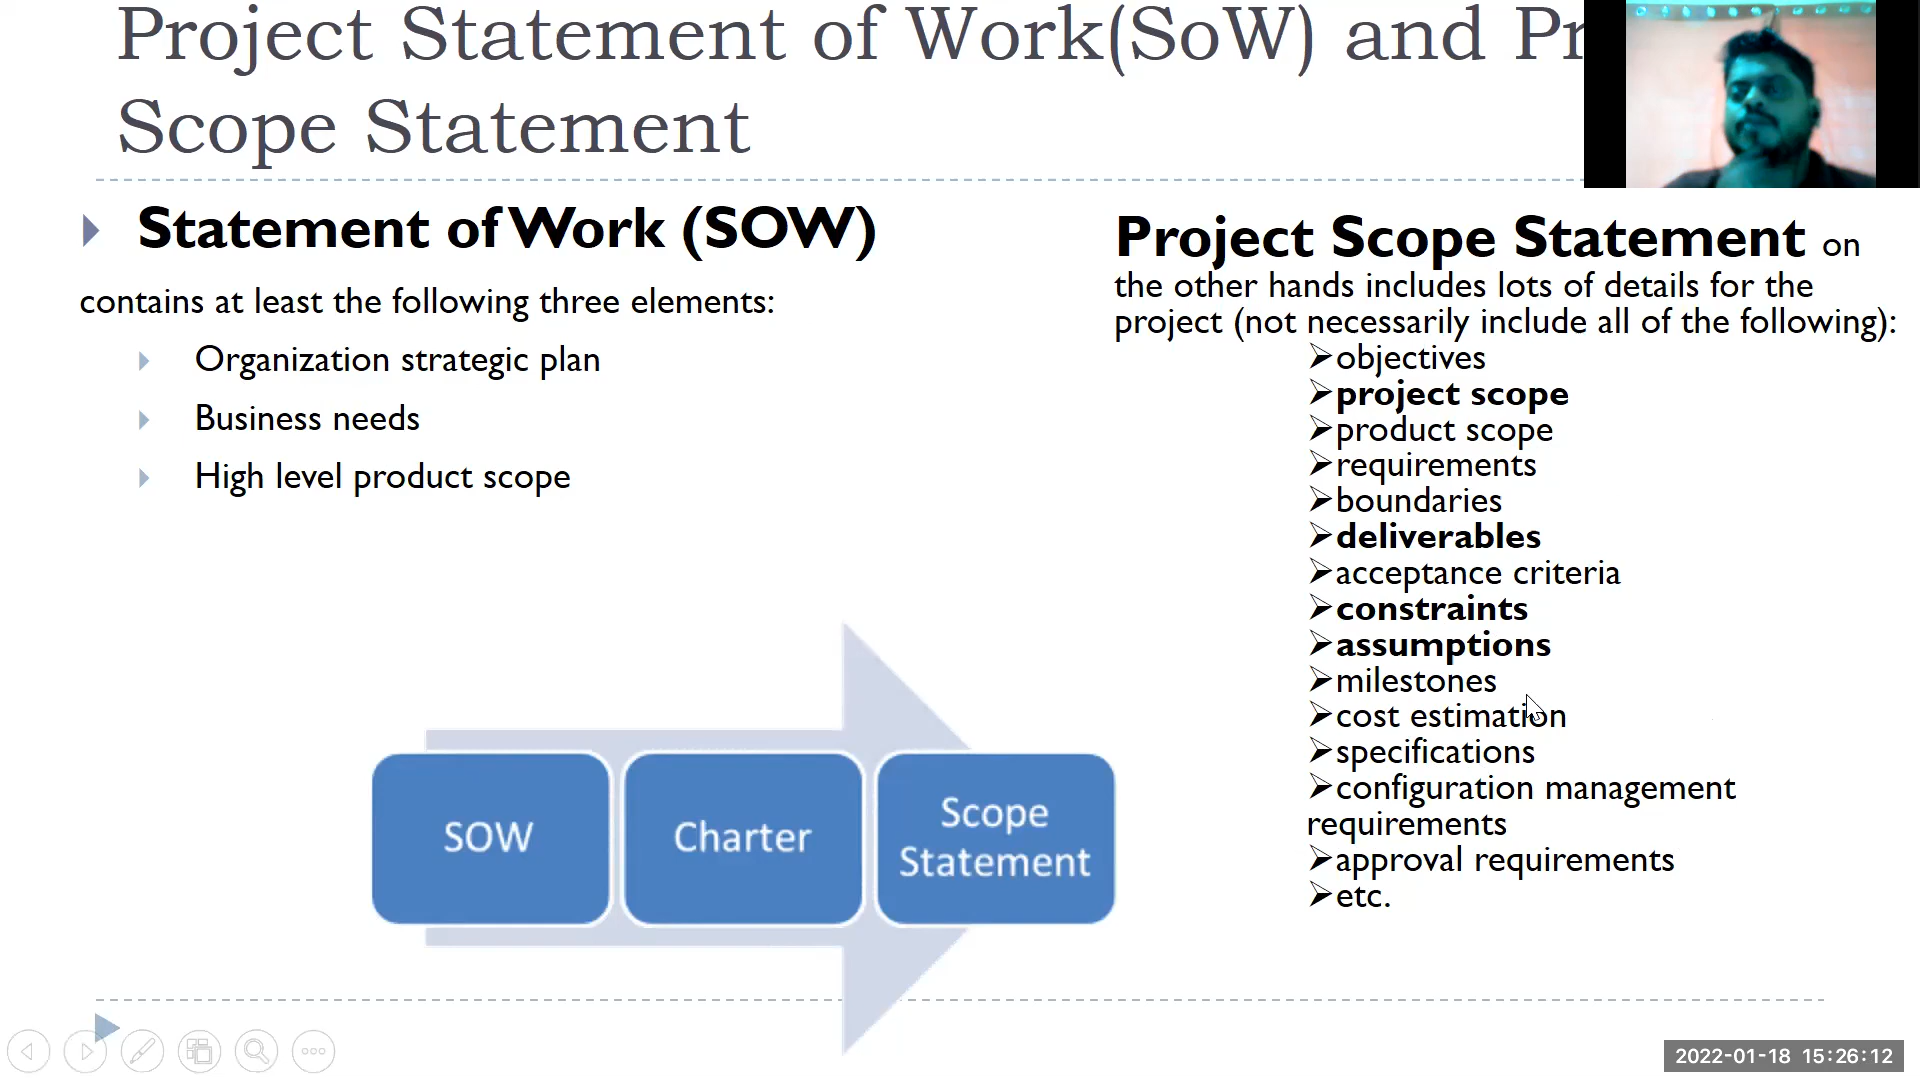 Project Statement of Work(SoW) and Pr
Scope Statement
Statement of Work (SOW)
contains at least the following three elements:
Organization strategic plan
Business needs
High level product scope
Project Scope Statement on
the other hands includes lots of details for the
project (not necessarily include all of the following):
➢objectives
➢project scope
➢product scope
➢requirements
➢boundaries
➢deliverables
➢acceptance criteria
➢constraints
➢assumptions
➢milestones
➢cost estimation
➢specifications
➢configuration management
requirements
➢approval requirements
➢etc.
SOW
Charter
Scope
Statement
2022-01-18 15:26:12